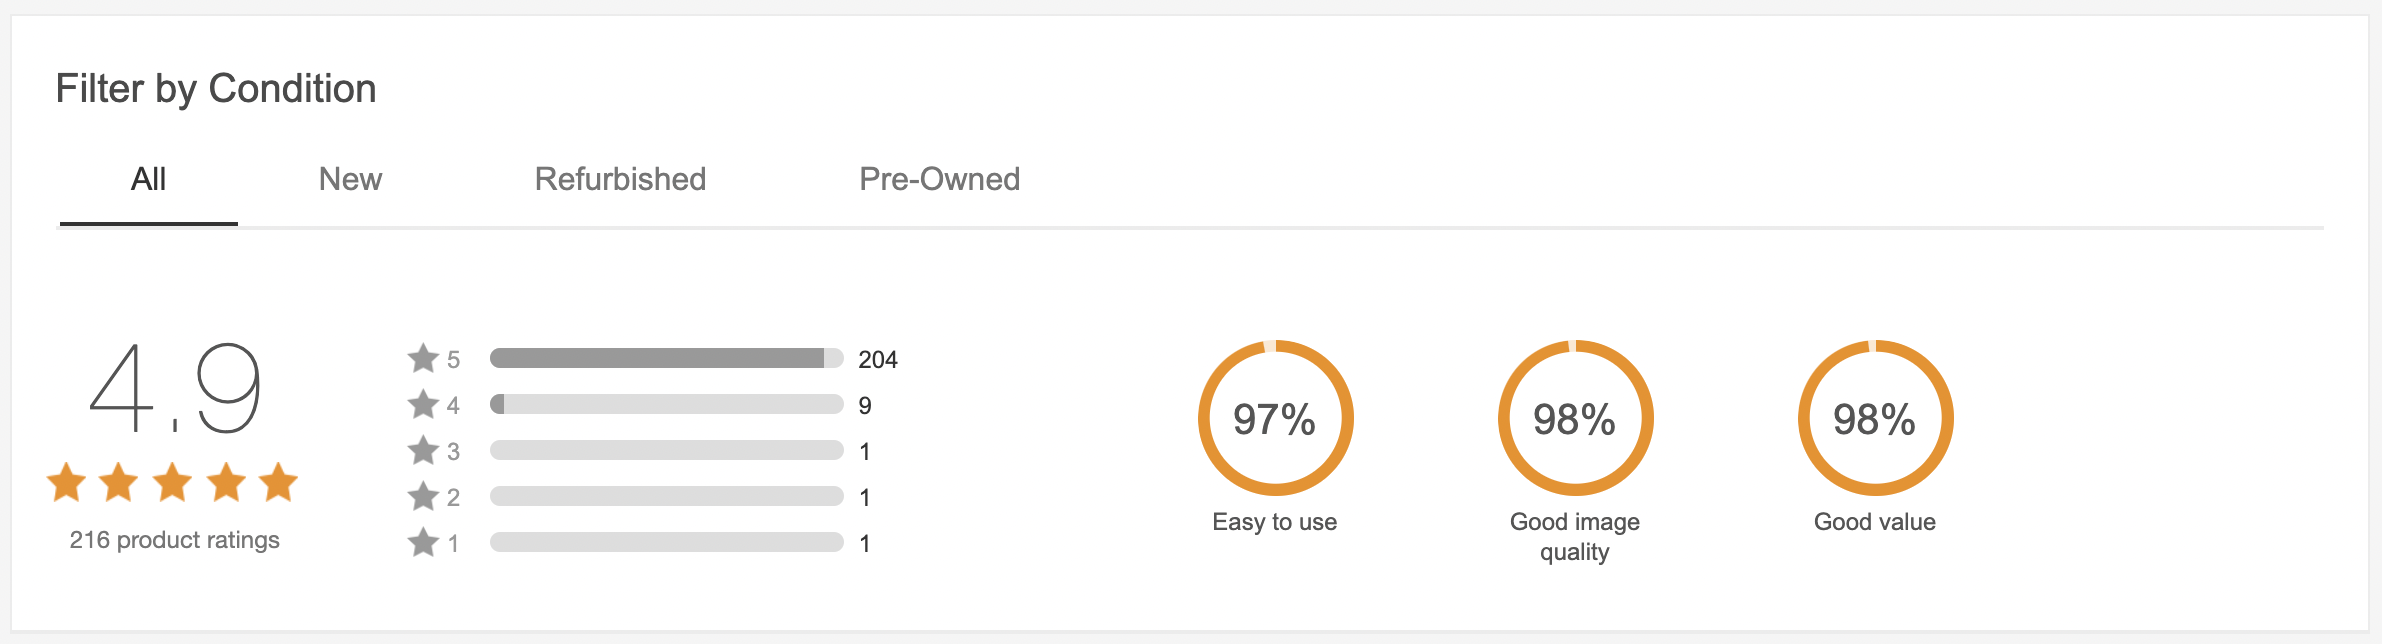 Filter by Condition
All New Refurbished Pre-Owned
4.9
216 product ratings
5 204
4 9
3 1
2 1
1 1
97%
Easy to use
98%
Good image
quality
98%
Good value